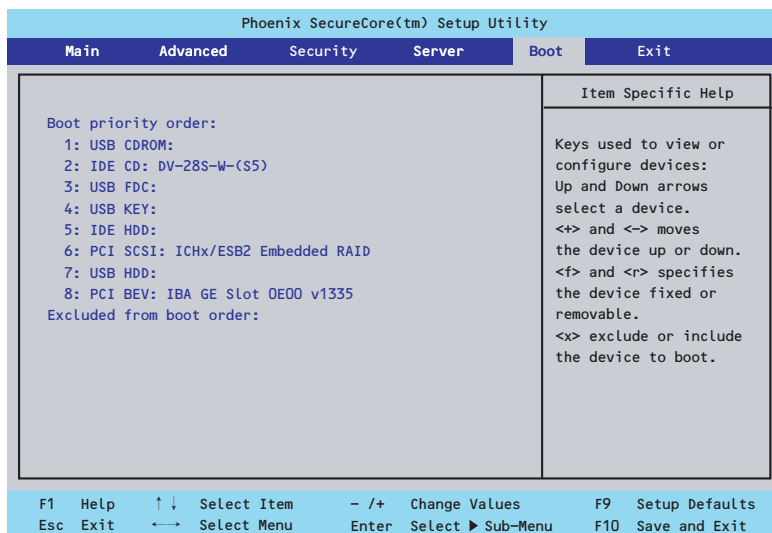 Phoenix SecureCore(tm) Setup Utility
Main Advanced Security Server Boot Exit
Boot priority order:
1: USB CDROM:
2: IDE CD: DV-28S-W-(S5)
3: USB FDC:
4: USB KEY:
5: IDE HDD:
6: PCI SCSI: ICHx/ESB2 Embedded RAID
7: USB HDD:
8: PCI BEV: IBA GE Slot 0E00 v1335
Excluded from boot order:
Item Specific Help
Keys used to view or
configure devices:
Up and Down arrows
select a device.
<+> and <-> moves
the device up or down.
<f> and <r> specifies
the device fixed or
removable.
<x> exclude or include
the device to boot.
F1 Help ↑↓ Select Item - /+ Change Values F9 Setup Defaults
Esc Exit ←→ Select Menu Enter Select ▶ Sub-Menu F10 Save and Exit